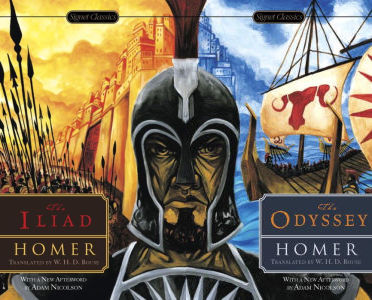 Signet Classics
The
ILIAD
HOMER
TRANSLATED BY W. H. D. ROUSE
WITH A NEW AFTERWORD
BY ADAM NICOLSON
Signet Classics
The
ODYSSEY
HOMER
TRANSLATED BY W. H. D. ROUSE
WITH A NEW AFTERWORD
BY ADAM NICOLSON